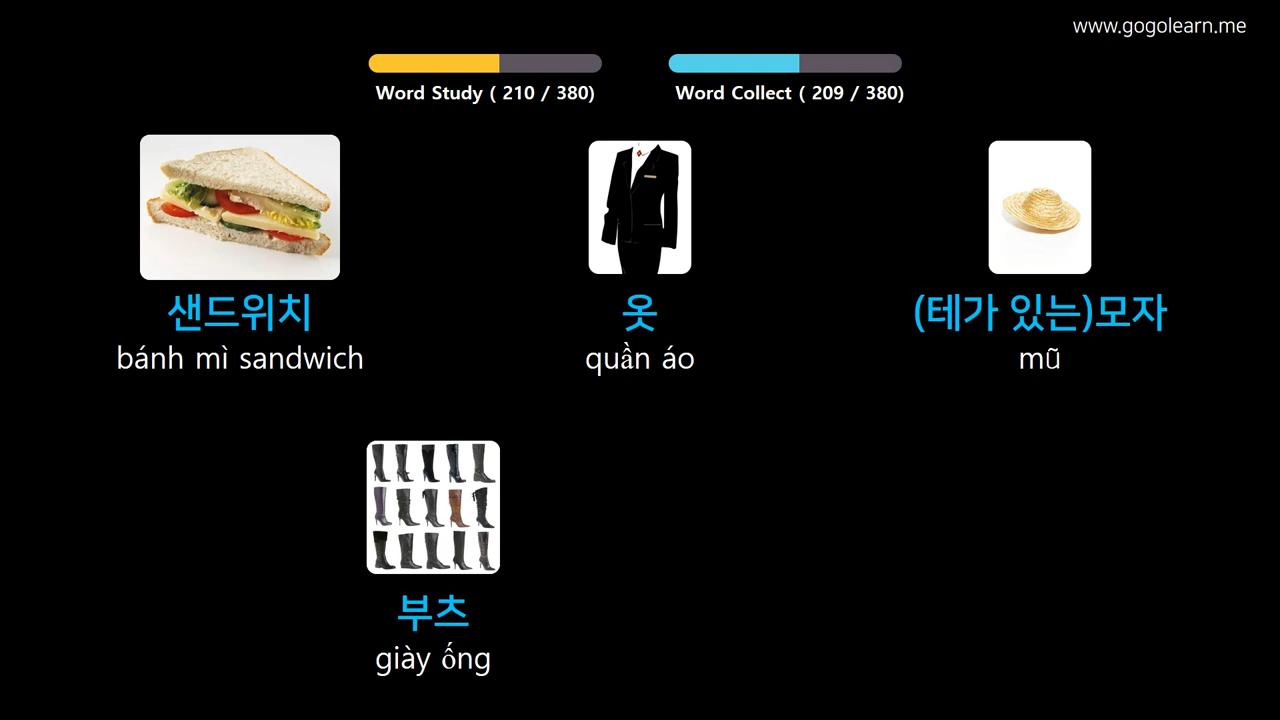 www.gogolearn.me
Word Study ( 210 / 380)
Word Collect ( 209 / 380)
샌드위치
bánh mì sandwich
옷
quần áo
(테가 있는)모자
mũ
부츠
giày ống